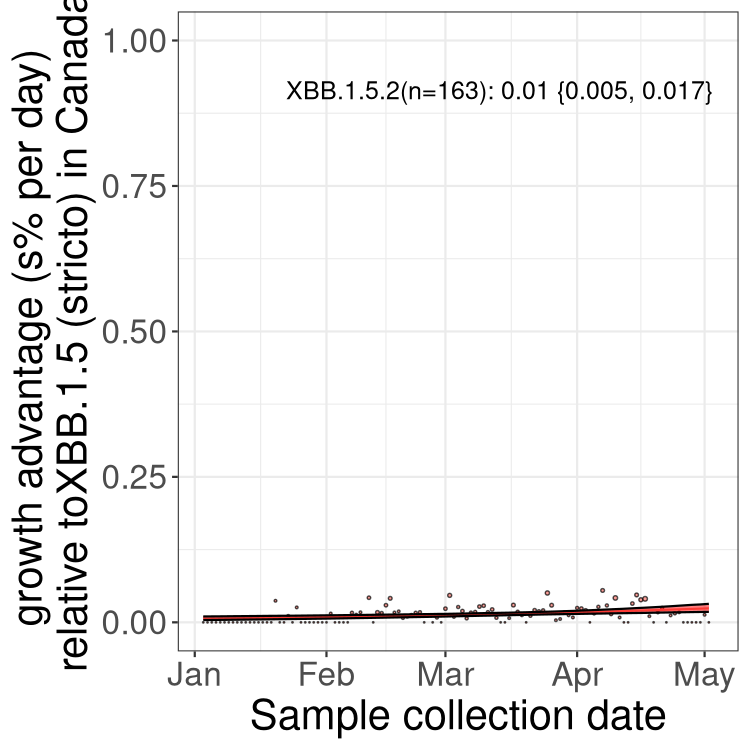 growth advantage (s% per day)
relative toXBB.1.5 (stricto) in Canada
1.00
0.75
0.50
0.25
0.00
XBB.1.5.2(n=163): 0.01 {0.005, 0.017}
Jan Feb Mar Apr May
Sample collection date